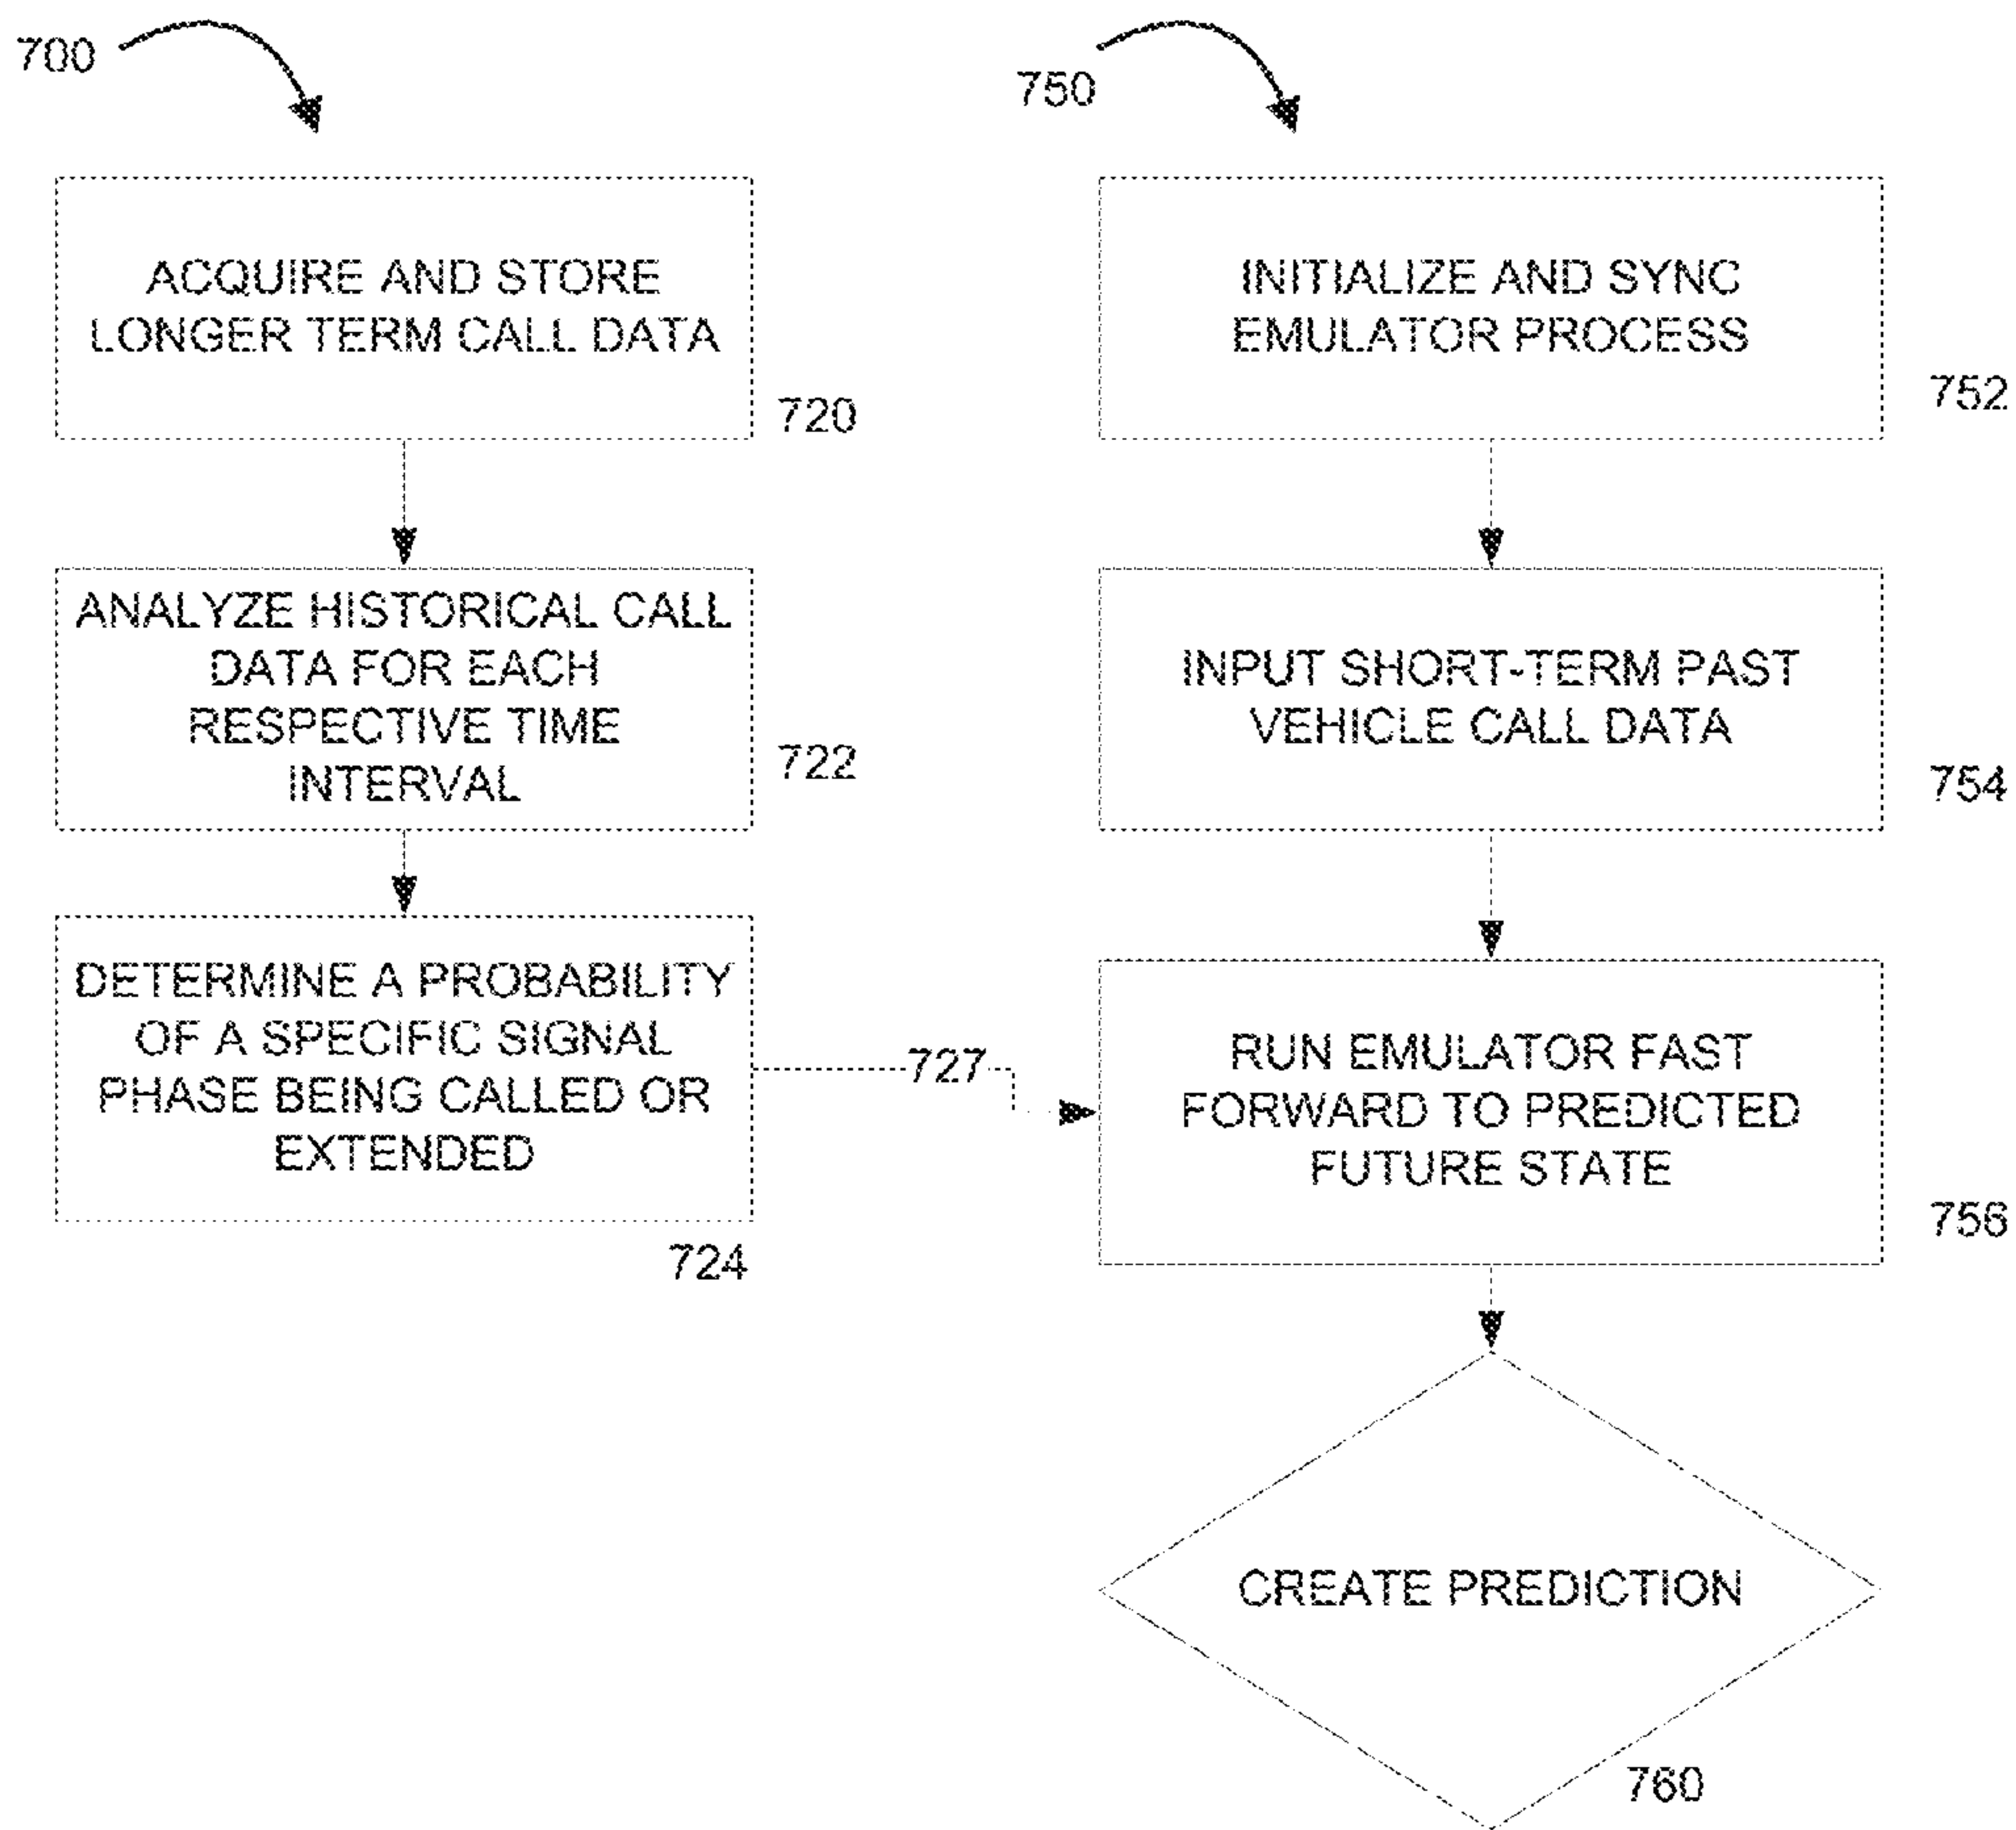 700
ACQUIRE AND STORE
LONGER TERM CALL DATA
720
ANALYZE HISTORICAL CALL
DATA FOR EACH
RESPECTIVE TIME
INTERVAL
722
DETERMINE A PROBABILITY
OF A SPECIFIC SIGNAL
PHASE BEING CALLED OR
EXTENDED
724
727
750
INITIALIZE AND SYNC
EMULATOR PROCESS
752
INPUT SHORT-TERM PAST
VEHICLE CALL DATA
754
RUN EMULATOR FAST
FORWARD TO PREDICTED
FUTURE STATE
756
CREATE PREDICTION
760